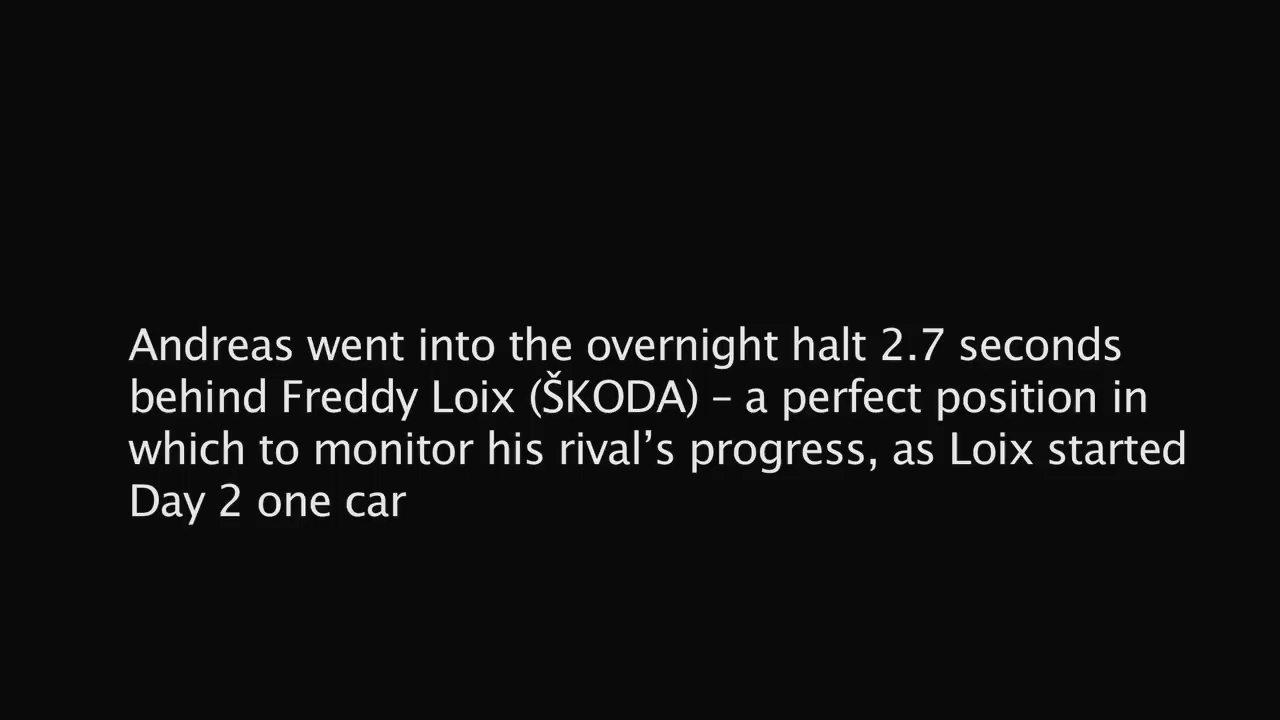 Andreas went into the overnight halt 2.7 seconds
behind Freddy Loix (ŠKODA) – a perfect position in
which to monitor his rival’s progress, as Loix started
Day 2 one car